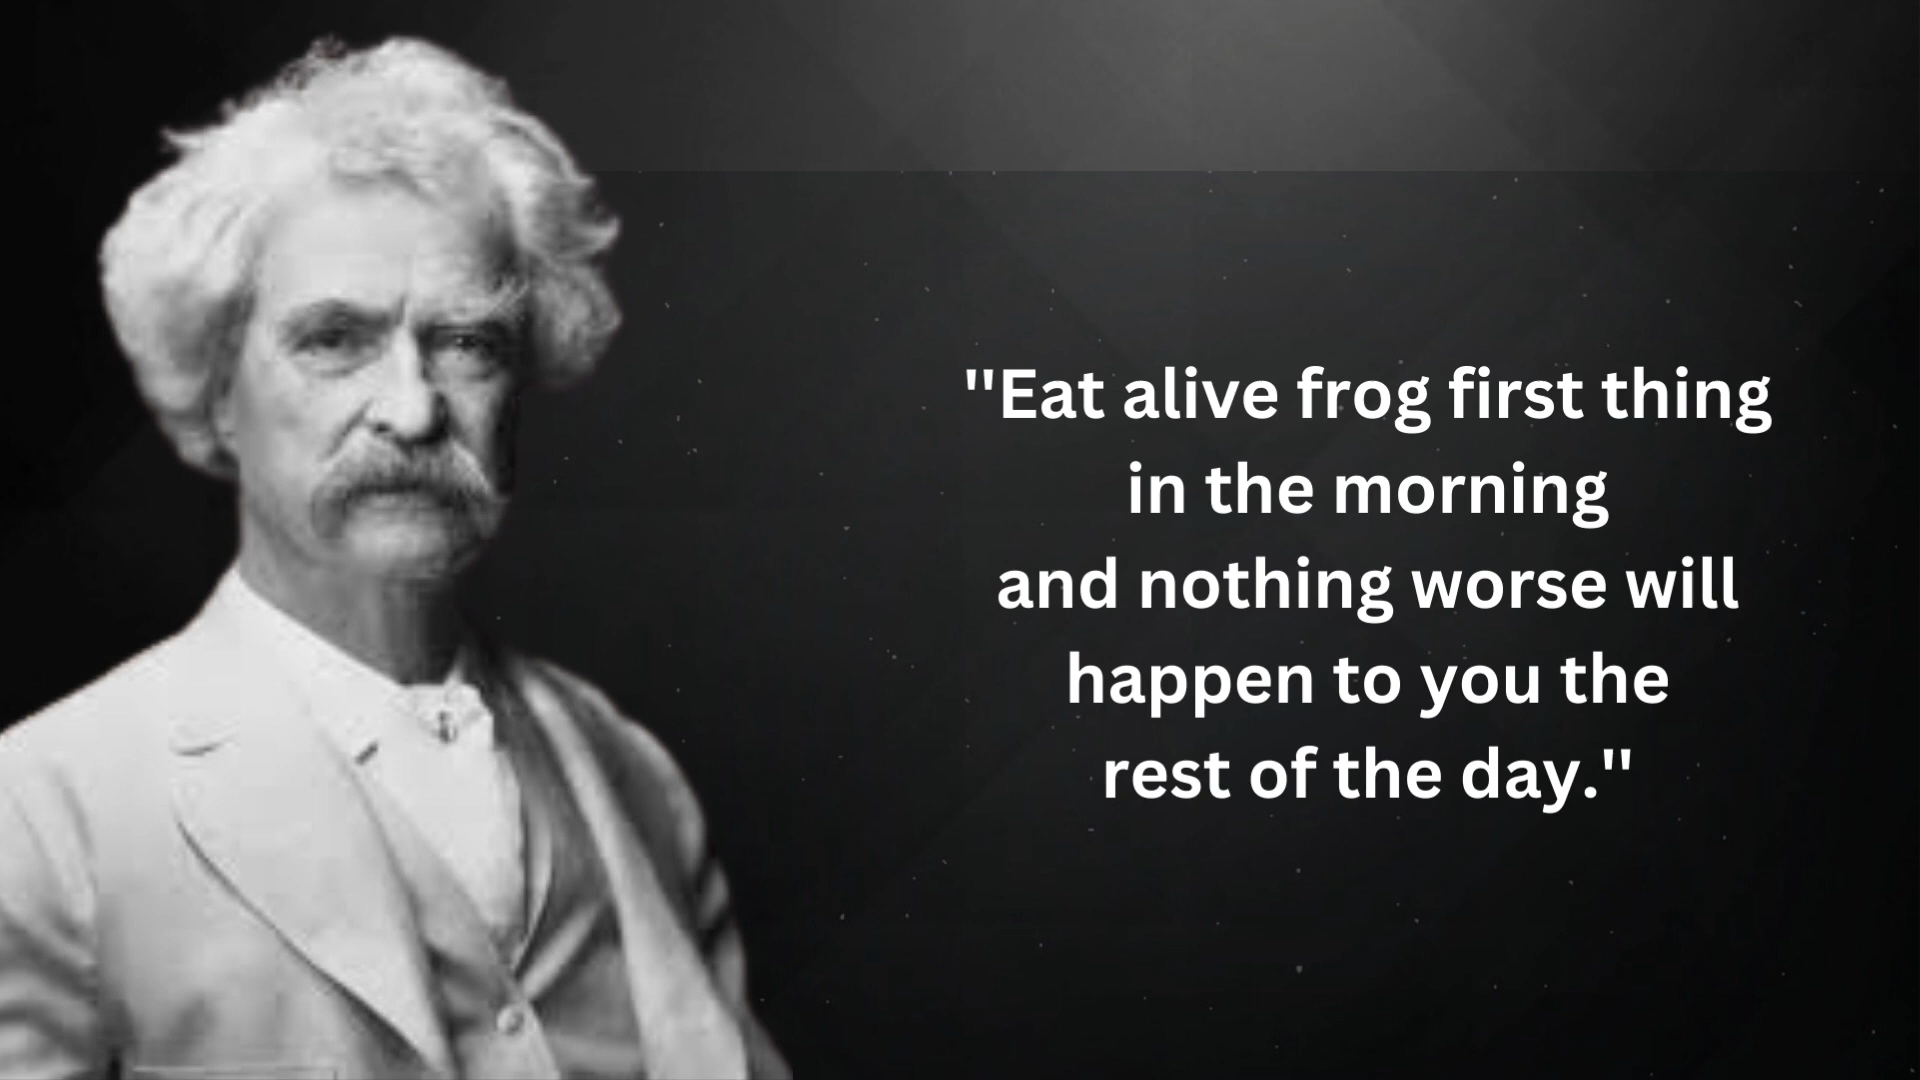 "Eat alive frog first thing
in the morning
and nothing worse will
happen to you the
rest of the day."